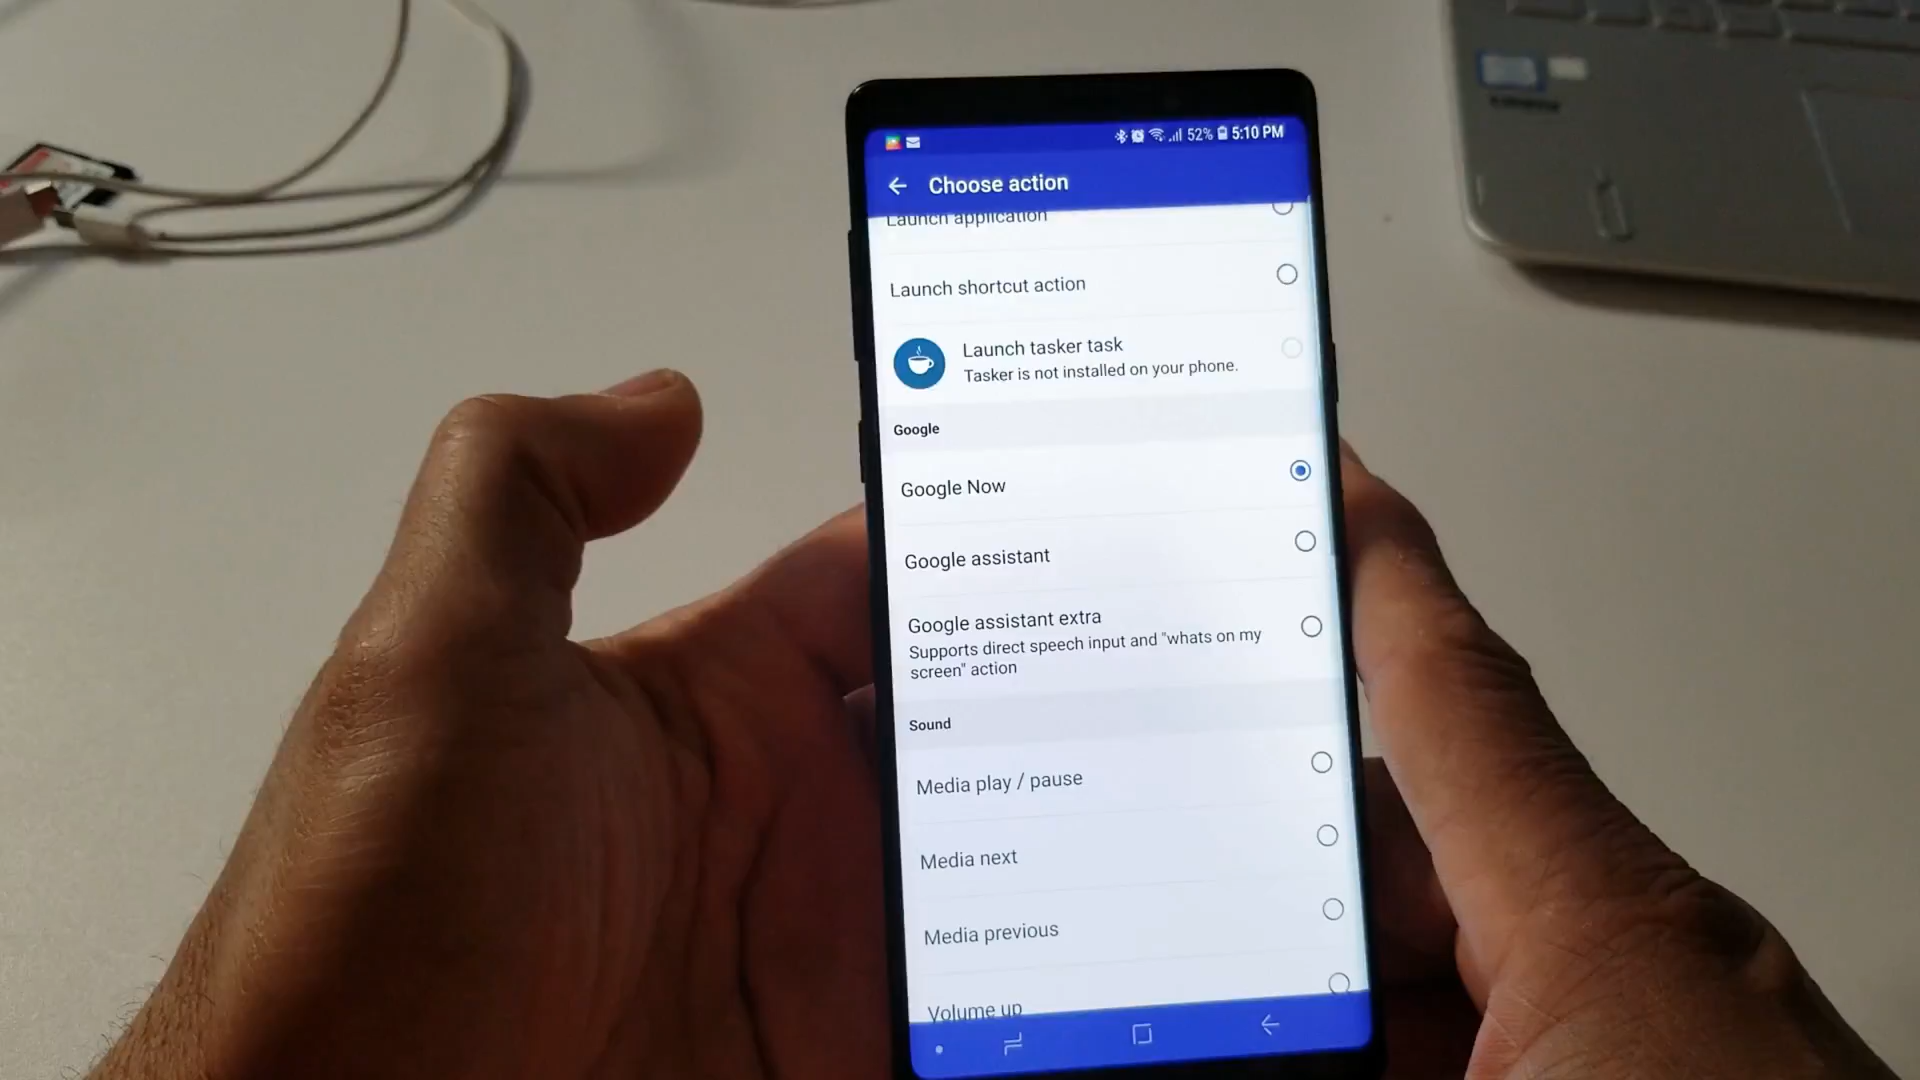 52% 5:10 PM
Choose action
Launch application
Launch shortcut action
Launch tasker task
Tasker is not installed on your phone.
Google
Google Now
Google assistant
Google assistant extra
Supports direct speech input and "whats on my
screen" action
Sound
Media play / pause
Media next
Media previous
Volume up